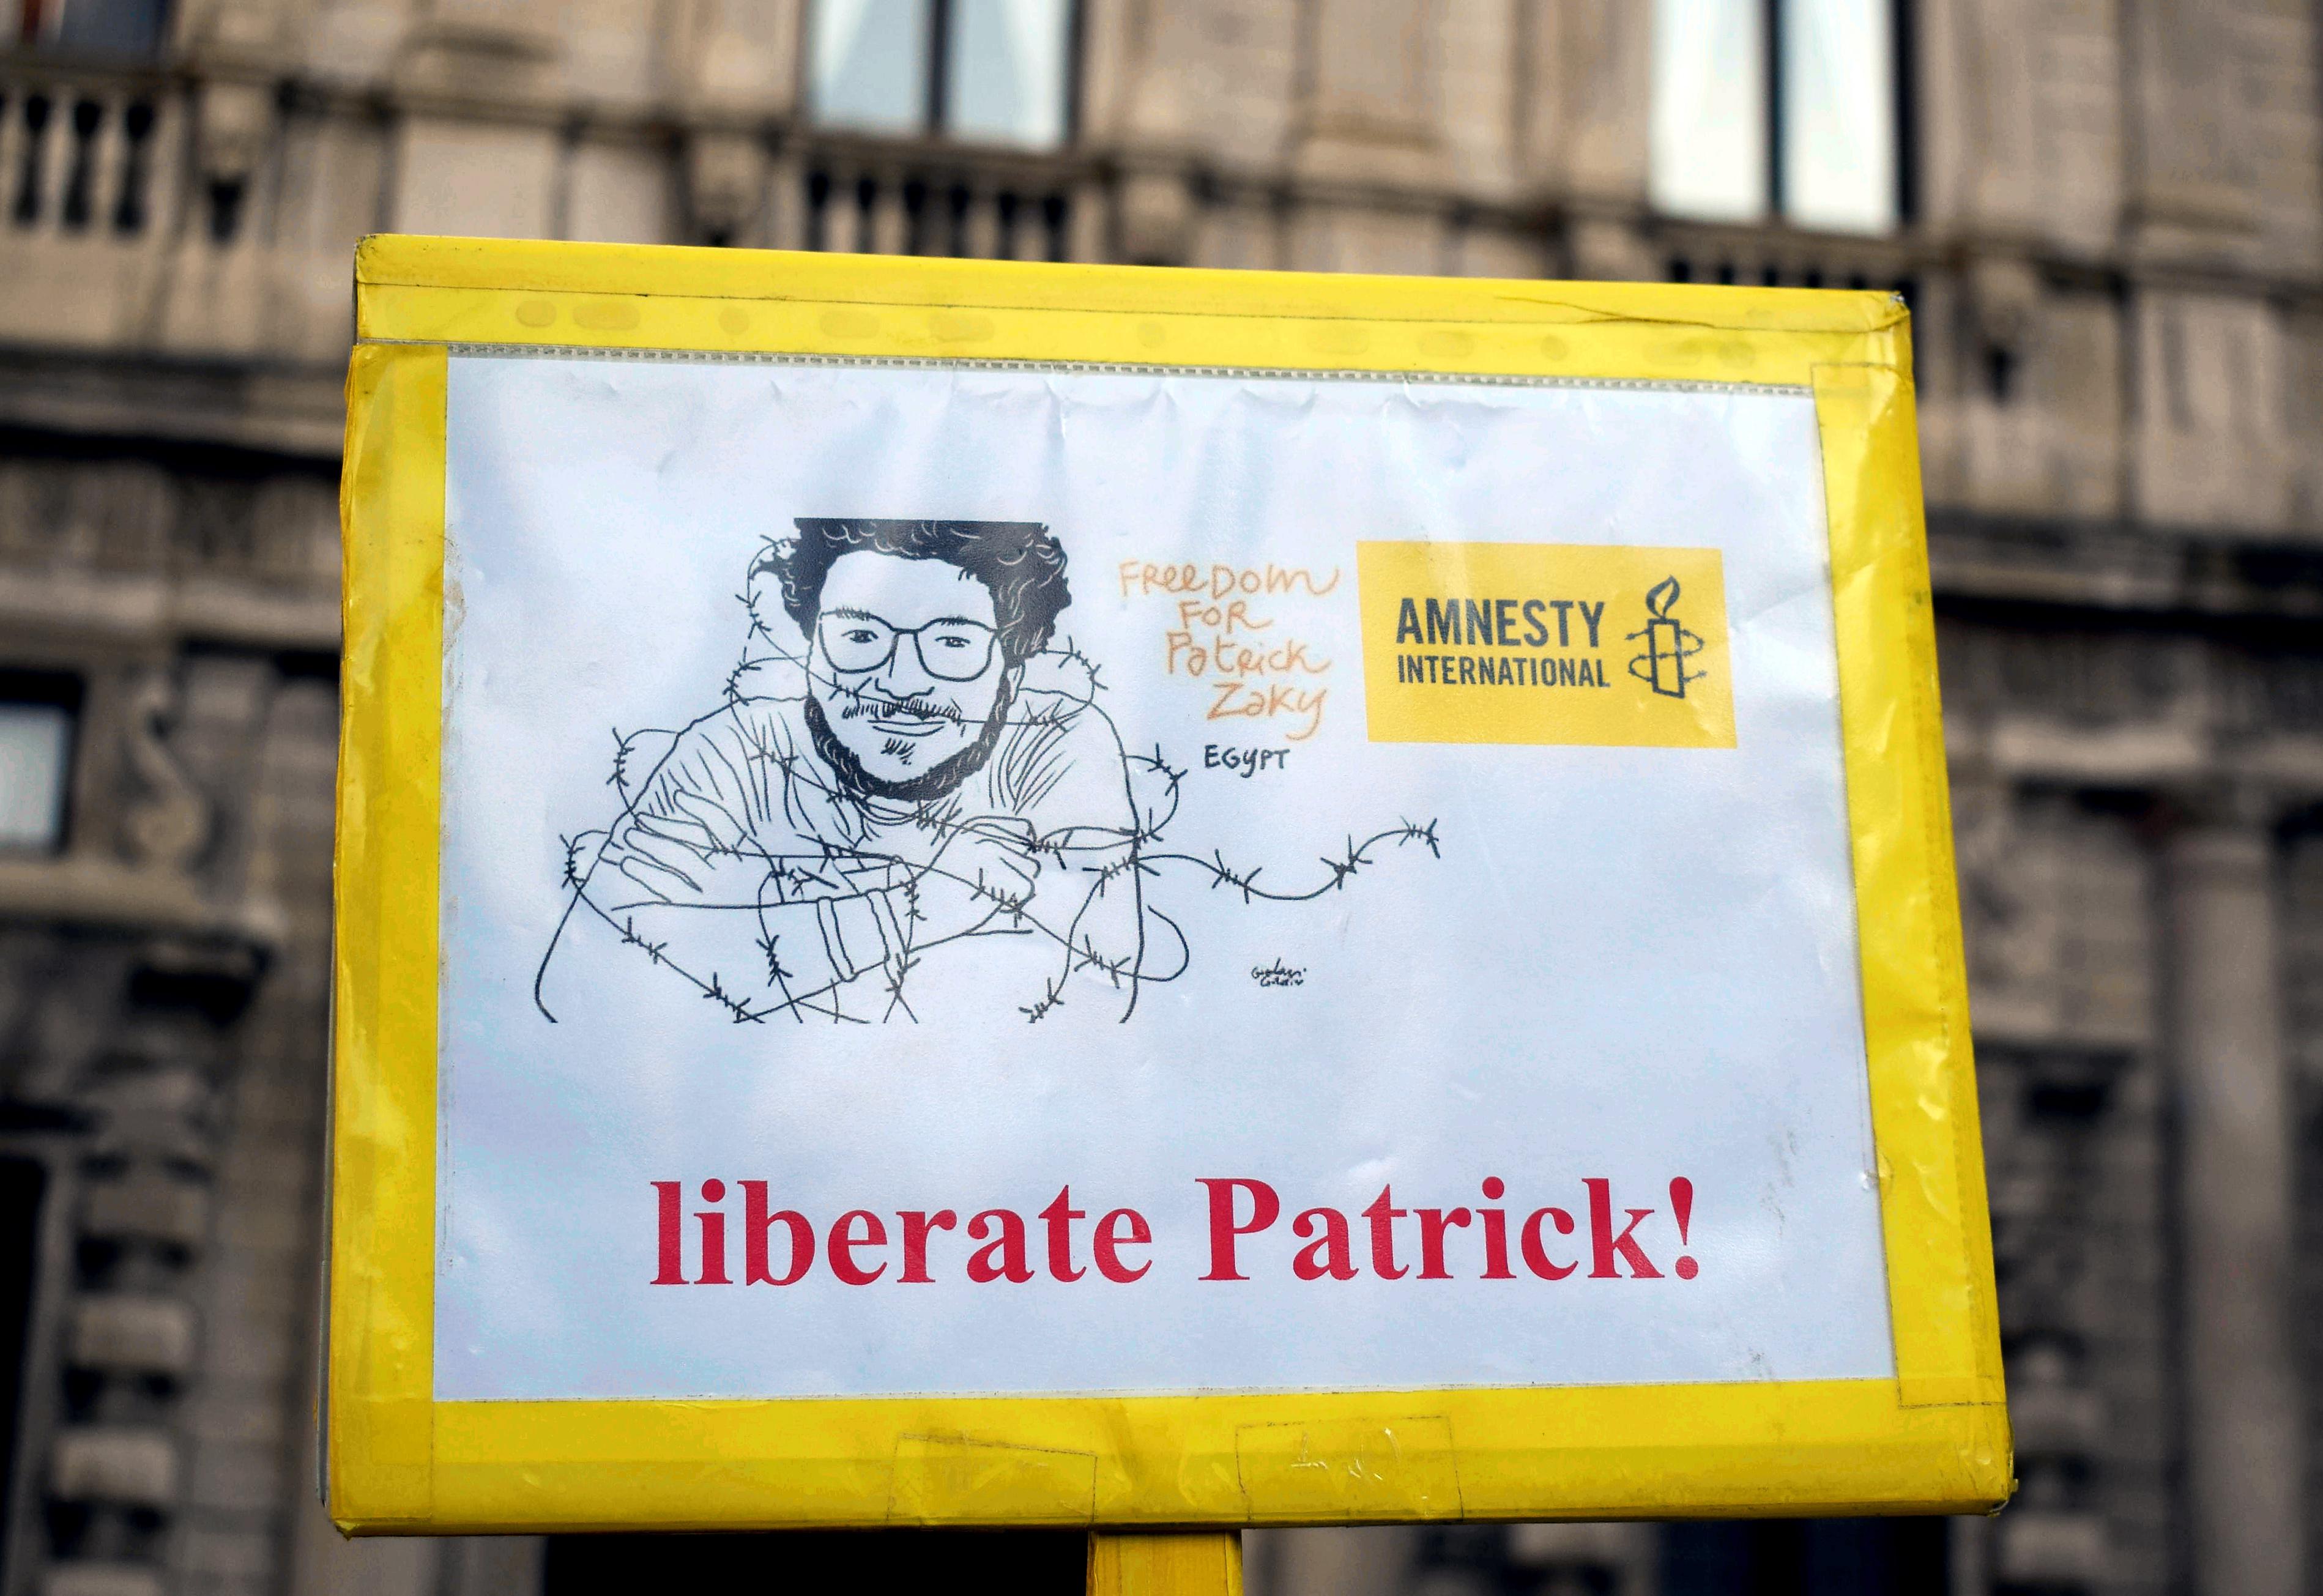 FREEDOM
FOR
Patrick
Zaky
EGYPT
AMNESTY
INTERNATIONAL
liberate Patrick!